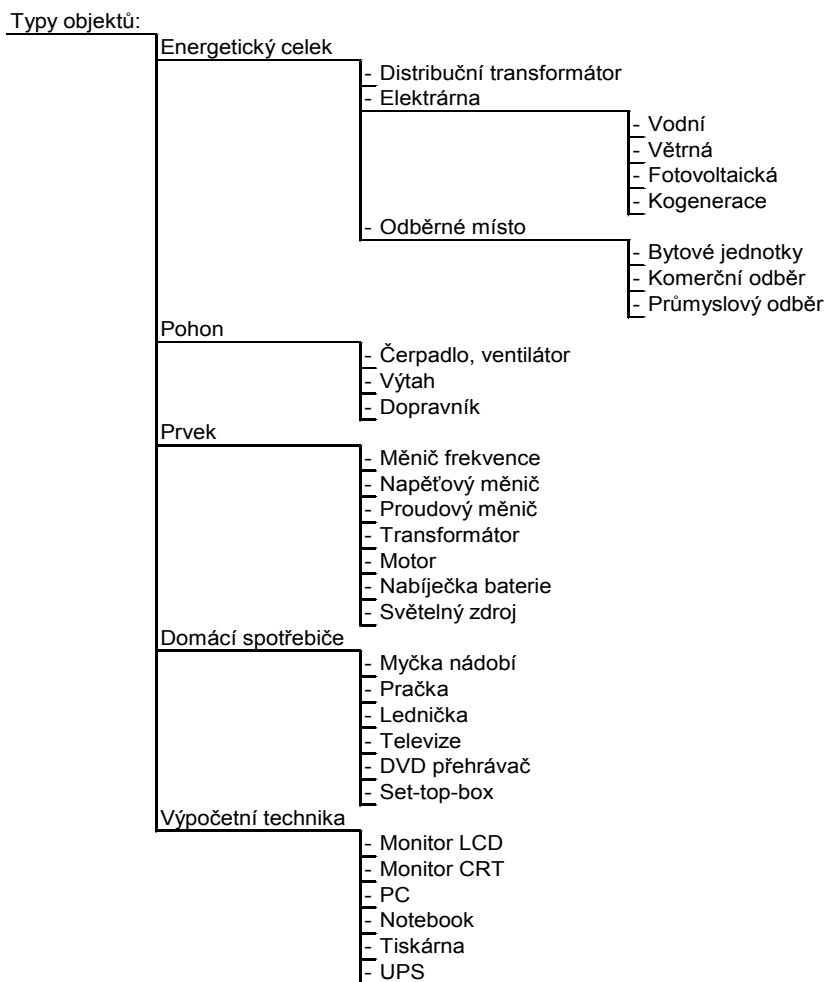 Typy objektů:
Energetický celek
- Distribuční transformátor
- Elektrárna
- Vodní
- Větrná
- Fotovoltaická
- Kogenerace
- Odběrné místo
- Bytové jednotky
- Komerční odběr
- Průmyslový odběr
Pohon
- Čerpadlo, ventilátor
- Výtah
- Dopravník
Prvek
- Měnič frekvence
- Napěťový měnič
- Proudový měnič
- Transformátor
- Motor
- Nabíječka baterie
- Světelný zdroj
Domácí spotřebiče
- Myčka nádobí
- Pračka
- Lednička
- Televize
- DVD přehrávač
- Set-top-box
Výpočetní technika
- Monitor LCD
- Monitor CRT
- PC
- Notebook
- Tiskárna
- UPS